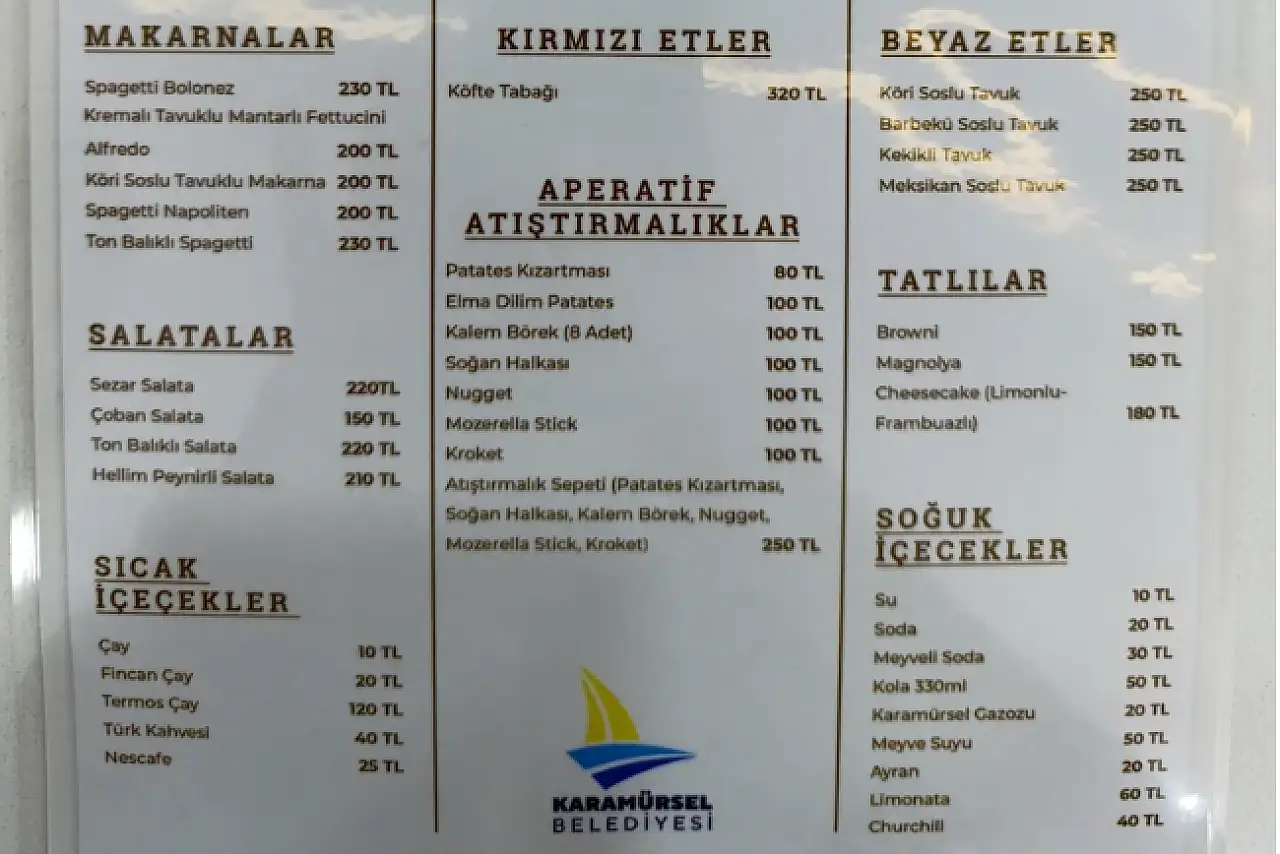 MAKARNALAR
Spagetti Bolonez 230 TL
Kremalı Tavuklu Mantarlı Fettucini
Alfredo 200 TL
Köri Soslu Tavuklu Makarna 200 TL
Spagetti Napoliten 200 TL
Ton Balıklı Spagetti 230 TL
SALATALAR
Sezar Salata 220TL
Çoban Salata 150 TL
Ton Balıklı Salata 220 TL
Hellim Peynirli Salata 210 TL
SICAK
İÇEÇEKLER
Çay 10 TL
Fincan Çay 20 TL
Termos Çay 120 TL
Türk Kahvesi 40 TL
Nescafe 25 TL
KIRMIZI ETLER
Köfte Tabağı 320 TL
APERATİF
ATIŞTIRMALIKLAR
Patates Kızartması 80 TL
Elma Dilim Patates 100 TL
Kalem Börek (8 Adet) 100 TL
Soğan Halkası 100 TL
Nugget 100 TL
Mozerella Stick 100 TL
Kroket 100 TL
Atıştırmalık Sepeti (Patates Kızartması,
Soğan Halkası, Kalem Börek, Nugget,
Mozerella Stick, Kroket) 250 TL
KARAMÜRSEL
BELEDİYESİ
BEYAZ ETLER
Köri Soslu Tavuk 250 TL
Barbekü Soslu Tavuk 250 TL
Kekikli Tavuk 250 TL
Meksikan Soslu Tavuk 250 TL
TATLILAR
Browni 150 TL
Magnolya 150 TL
Cheesecake (Limonlu-
Frambuazlı) 180 TL
SOĞUK
İÇECEKLER
Su 10 TL
Soda 20 TL
Meyveli Soda 30 TL
Kola 330ml 50 TL
Karamürsel Gazozu 20 TL
Meyve Suyu 50 TL
Ayran 20 TL
Limonata 60 TL
Churchill 40 TL